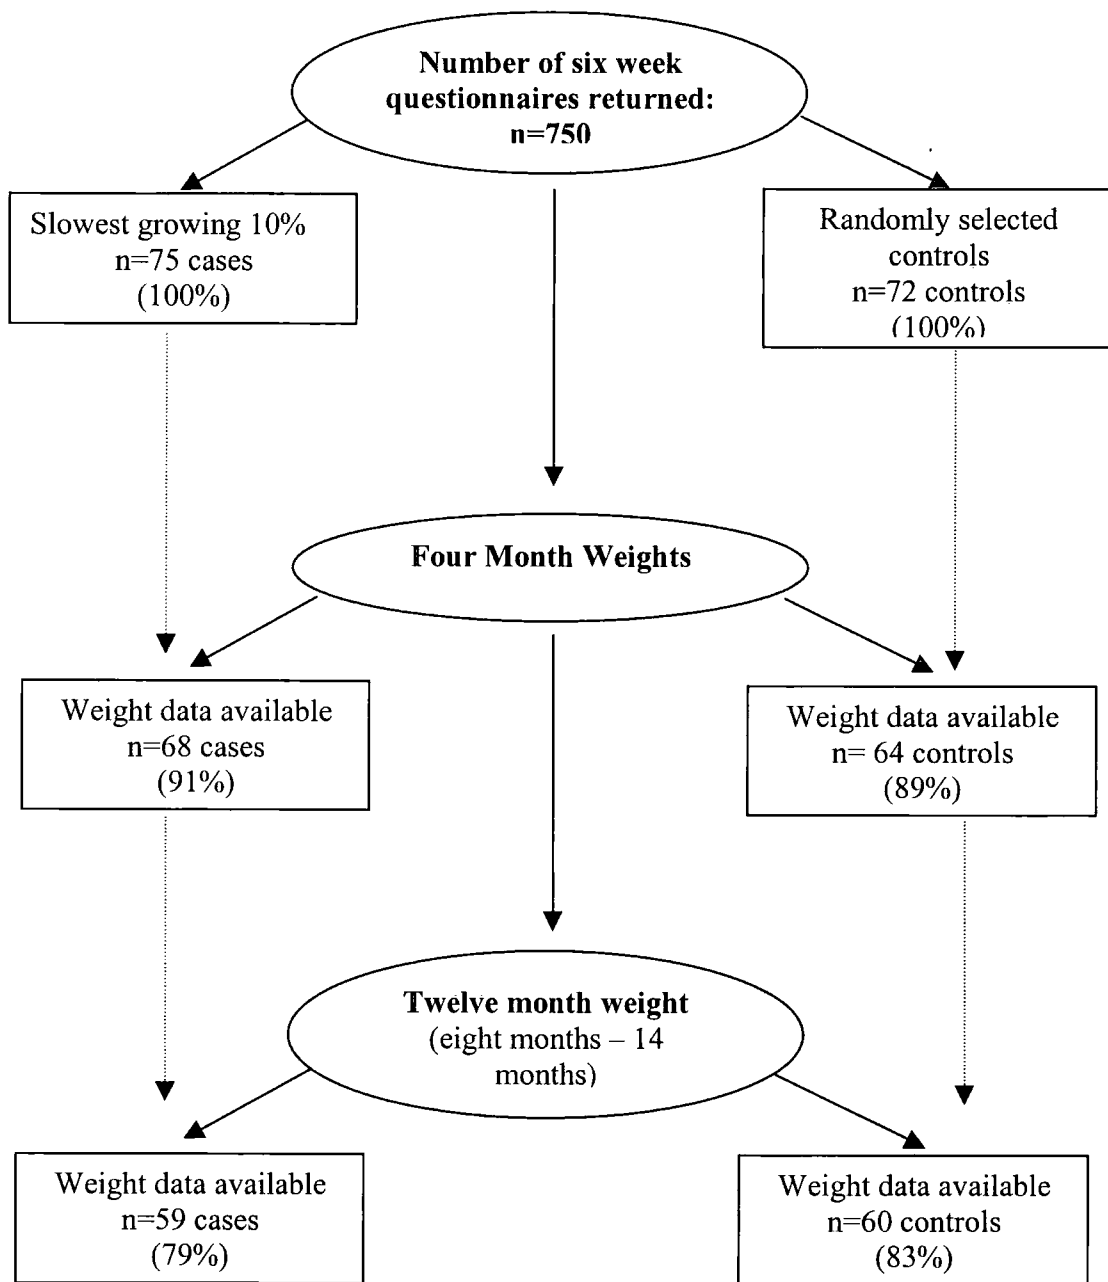 Number of six week
questionnaires returned:
n=750
Slowest growing 10%
n=75 cases
(100%)
Randomly selected
controls
n=72 controls
(100%)
Four Month Weights
Weight data available
n=68 cases
(91%)
Weight data available
n= 64 controls
(89%)
Twelve month weight
(eight months – 14
months)
Weight data available
n=59 cases
(79%)
Weight data available
n=60 controls
(83%)